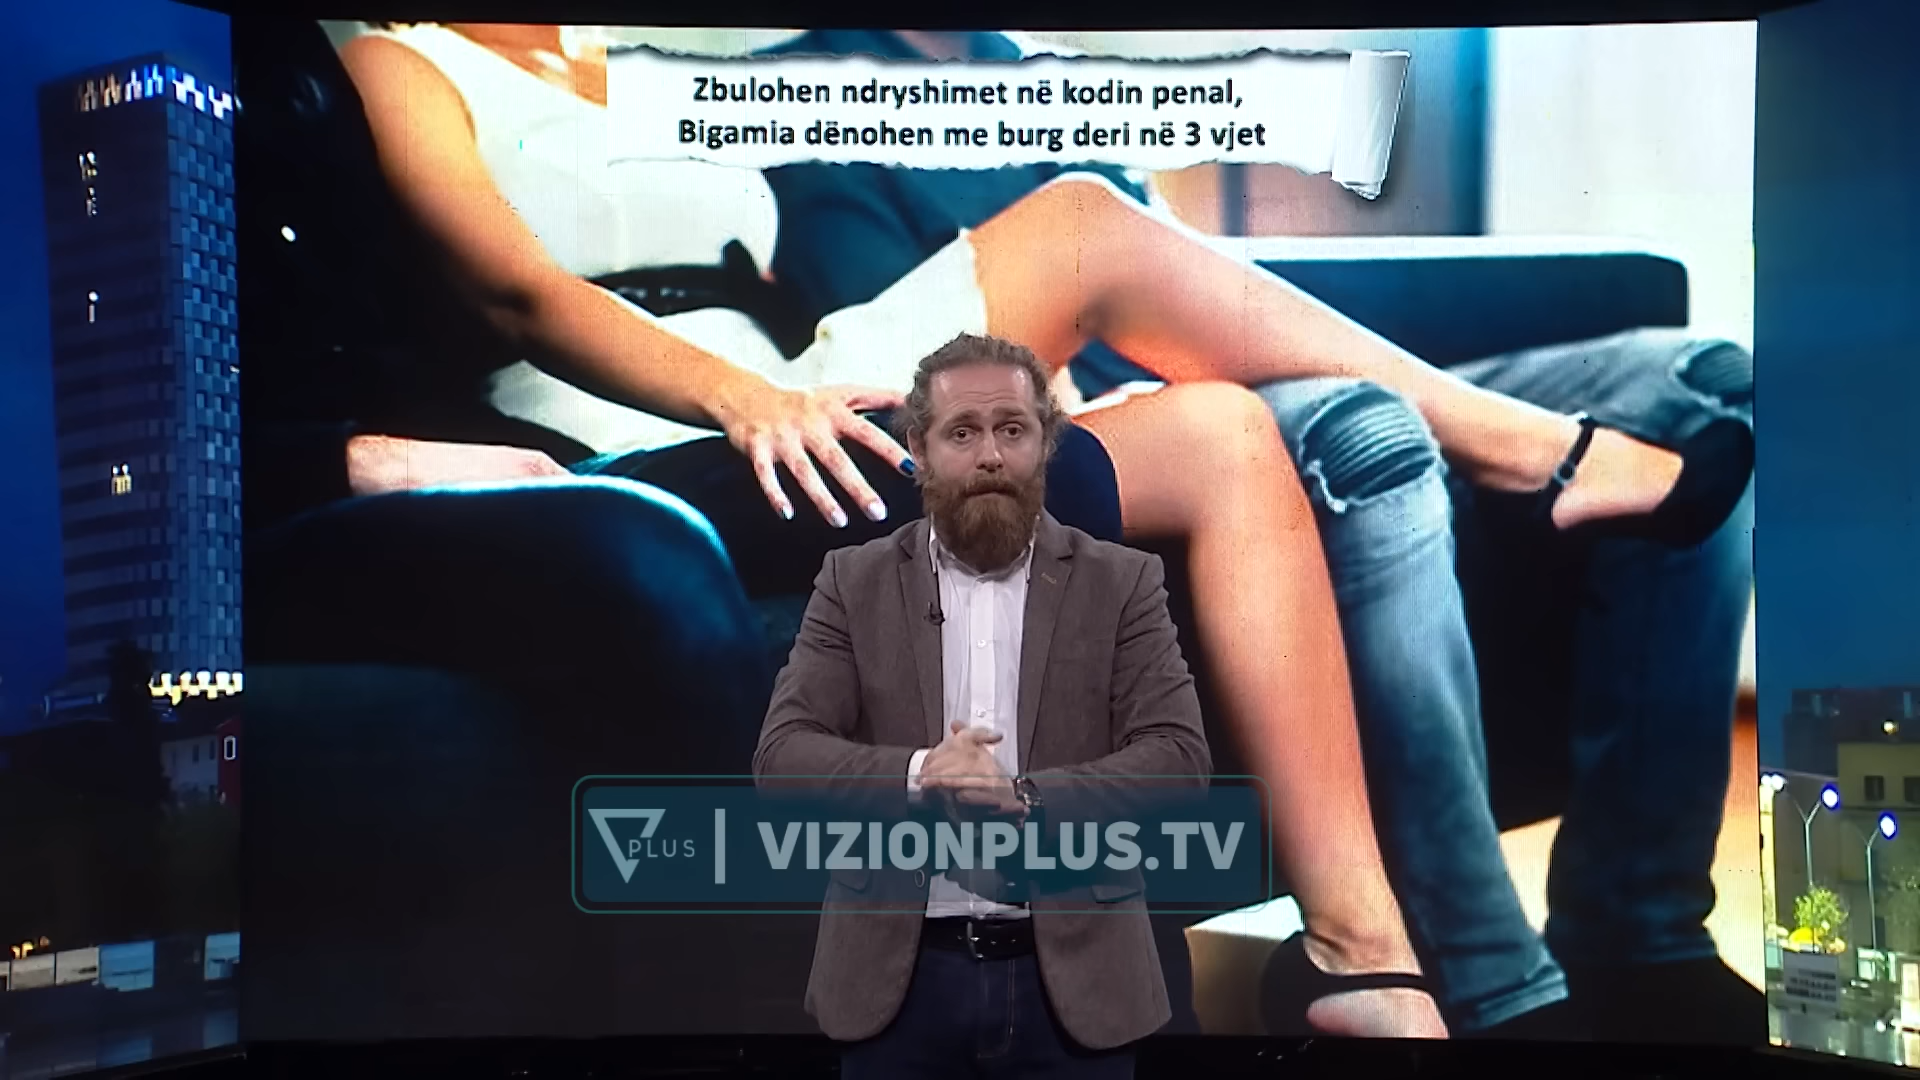 Zbulohen ndryshimet në kodin penal,
Bigamia dënohen me burg deri në 3 vjet
PLUS | VIZIONPLUS.TV